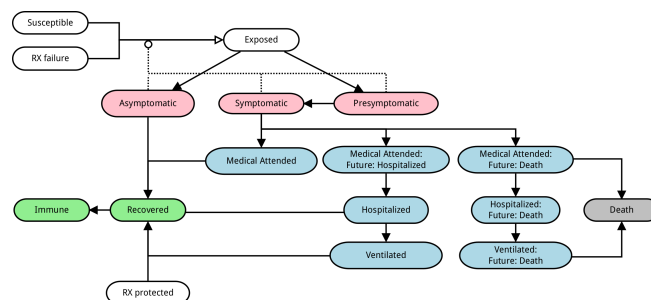 Susceptible
Exposed
RX failure
Asymptomatic
Symptomatic
Presymptomatic
Medical Attended
Medical Attended:
Future: Hospitalized
Medical Attended:
Future: Death
Immune
Recovered
Hospitalized
Hospitalized:
Future: Death
Death
Ventilated
Ventilated:
Future: Death
RX protected